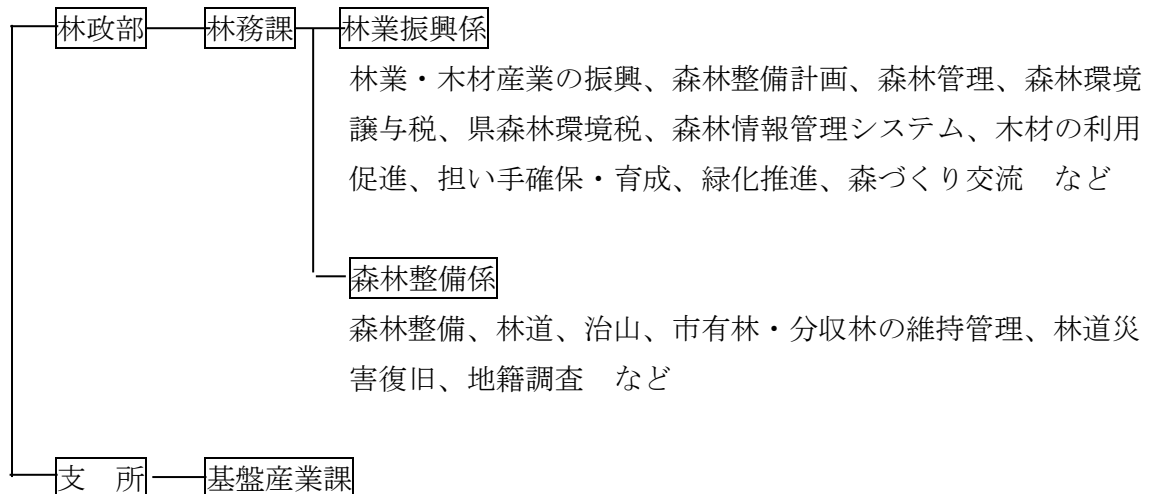 林政部 林務課 林業振興係
林業・木材産業の振興、森林整備計画、森林管理、森林環境
譲与税、県森林環境税、森林情報管理システム、木材の利用
促進、担い手確保・育成、緑化推進、森づくり交流　など
森林整備係
森林整備、林道、治山、市有林・分収林の維持管理、林道災
害復旧、地籍調査　など
支　所 基盤産業課